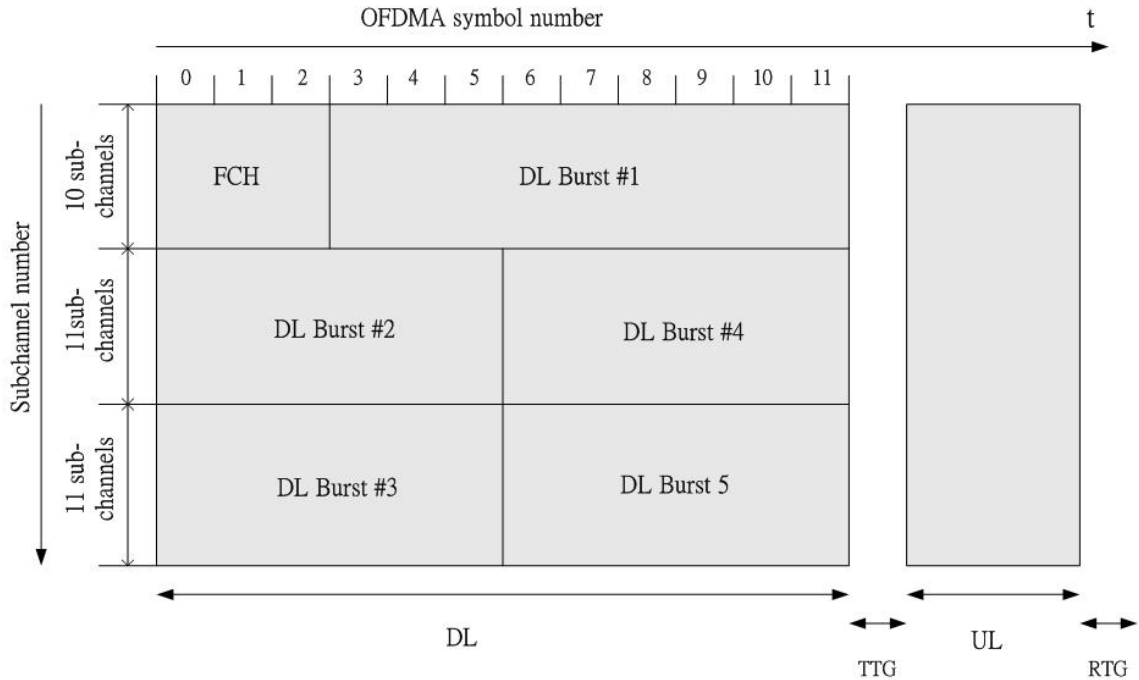 OFDMA symbol number
t
0 1 2 3 4 5 6 7 8 9 10 11
Subchannel number
10 sub-
channels
FCH
DL Burst #1
11sub-
channels
DL Burst #2
DL Burst #4
11 sub-
channels
DL Burst #3
DL Burst 5
DL
UL
TTG
RTG